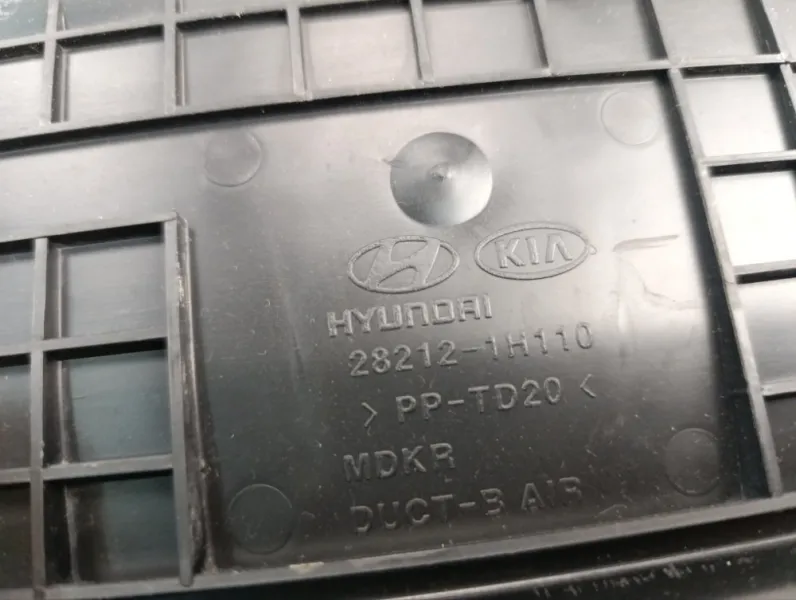 KIA
HYUNDAI
28212-1H110
> PP-TD20 <
MDKR
DUCT-B AIR